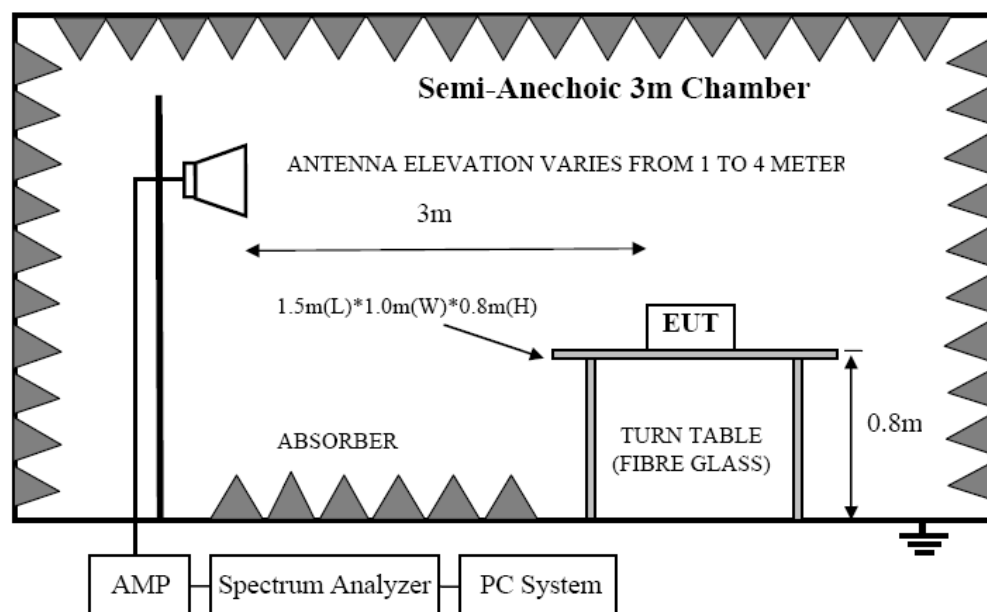 Semi-Anechoic 3m Chamber
ANTENNA ELEVATION VARIES FROM 1 TO 4 METER
3m
1.5m(L)*1.0m(W)*0.8m(H)
EUT
0.8m
ABSORBER
TURN TABLE
(FIBRE GLASS)
AMP
Spectrum Analyzer
PC System